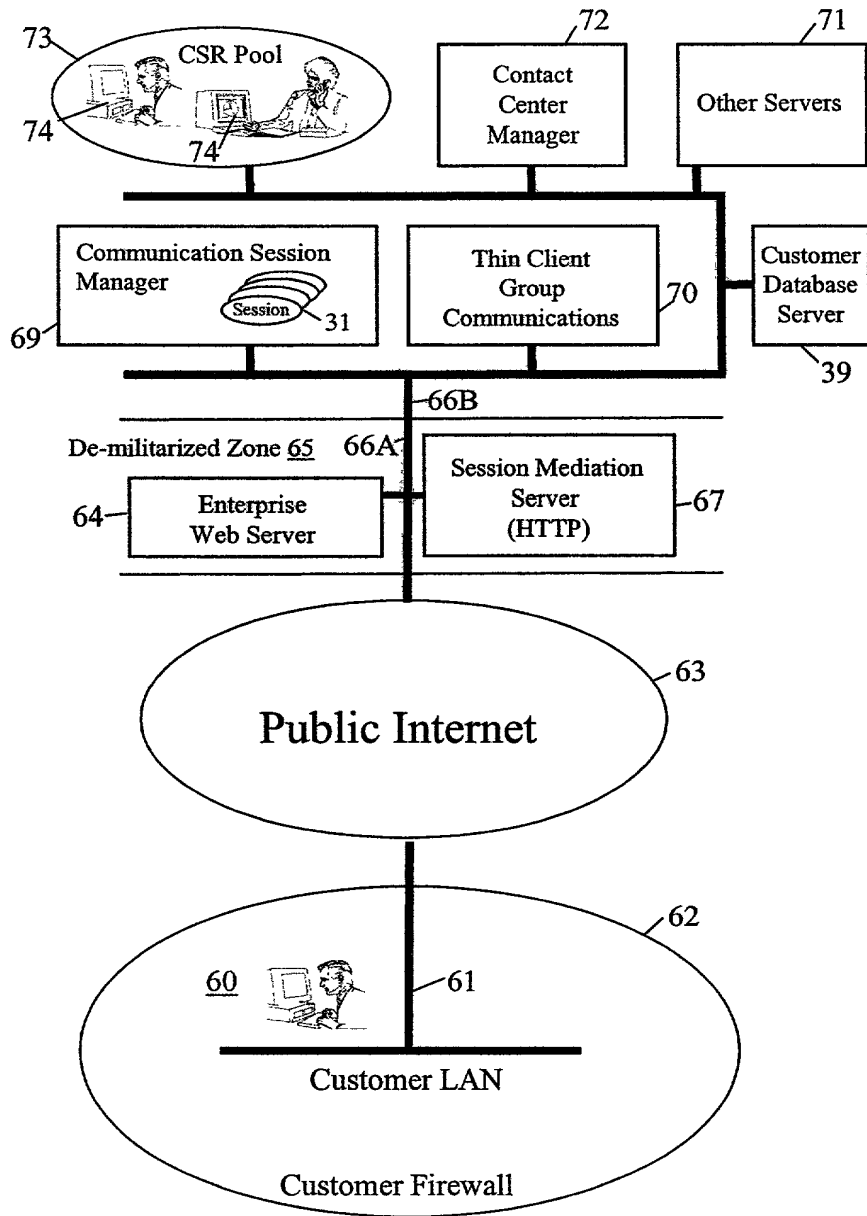 73
CSR Pool
74
74
72
Contact
Center
Manager
71
Other Servers
Communication Session
Manager
Session
31
69
Thin Client
Group
Communications
70
Customer
Database
Server
39
66B
De-militarized Zone 65
66A
64
Enterprise
Web Server
Session Mediation
Server
(HTTP)
67
63
Public Internet
62
60
61
Customer LAN
Customer Firewall